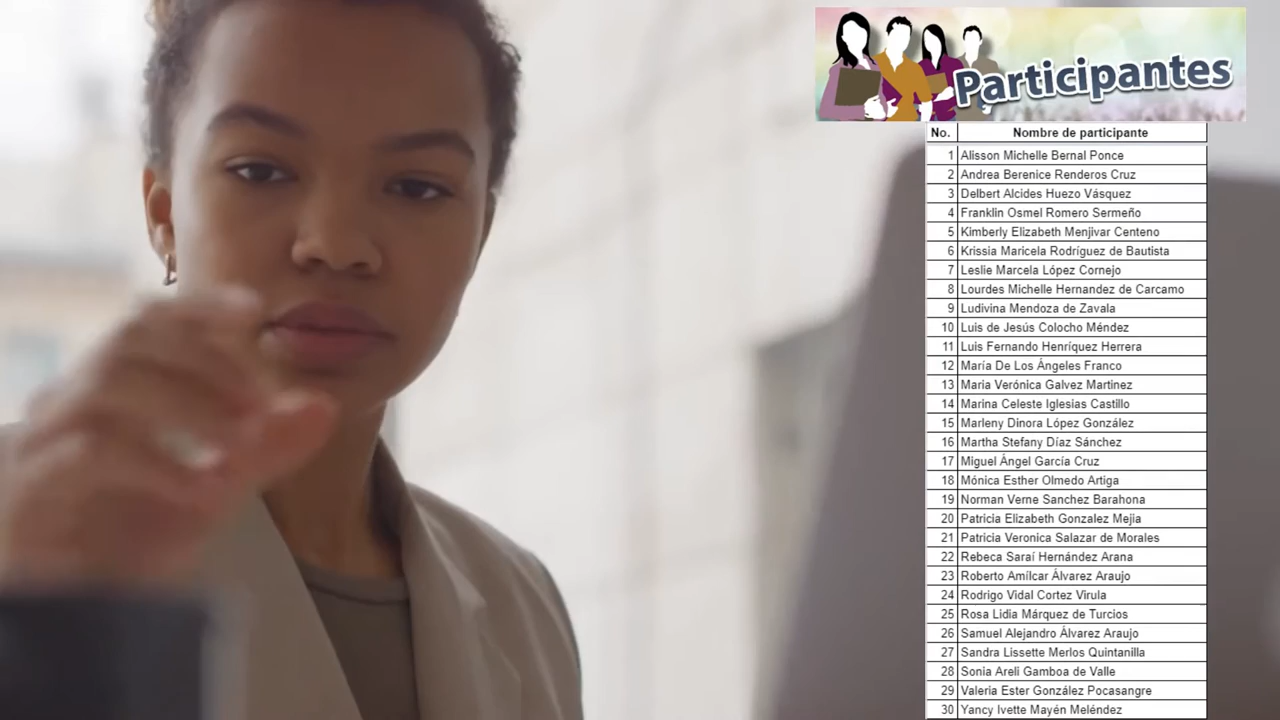 Participantes
No. Nombre de participante
1 Alisson Michelle Bernal Ponce
2 Andrea Berenice Renderos Cruz
3 Delbert Alcides Huezo Vásquez
4 Franklin Osmel Romero Sermeño
5 Kimberly Elizabeth Menjivar Centeno
6 Krissia Maricela Rodríguez de Bautista
7 Leslie Marcela López Cornejo
8 Lourdes Michelle Hernandez de Carcamo
9 Ludivina Mendoza de Zavala
10 Luis de Jesús Colocho Méndez
11 Luis Fernando Henríquez Herrera
12 María De Los Ángeles Franco
13 Maria Verónica Galvez Martinez
14 Marina Celeste Iglesias Castillo
15 Marleny Dinora López González
16 Martha Stefany Díaz Sánchez
17 Miguel Ángel García Cruz
18 Mónica Esther Olmedo Artiga
19 Norman Verne Sanchez Barahona
20 Patricia Elizabeth Gonzalez Mejia
21 Patricia Veronica Salazar de Morales
22 Rebeca Saraí Hernández Arana
23 Roberto Amílcar Álvarez Araujo
24 Rodrigo Vidal Cortez Virula
25 Rosa Lidia Márquez de Turcios
26 Samuel Alejandro Álvarez Araujo
27 Sandra Lissette Merlos Quintanilla
28 Sonia Areli Gamboa de Valle
29 Valeria Ester González Pocasangre
30 Yancy Ivette Mayén Meléndez